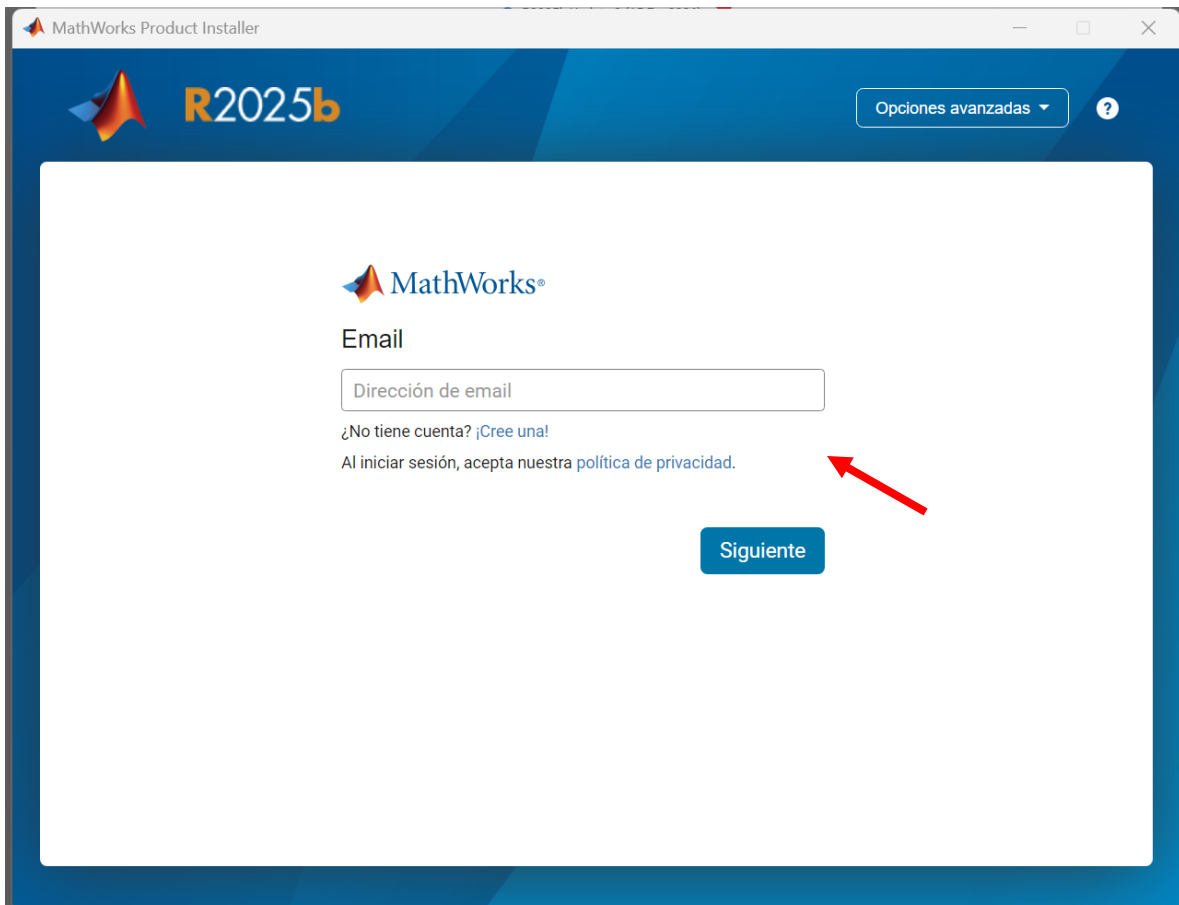 MathWorks Product Installer
R2025b
Opciones avanzadas
?
MathWorks®
Email
Dirección de email
¿No tiene cuenta? ¡Cree una!
Al iniciar sesión, acepta nuestra política de privacidad.
Siguiente